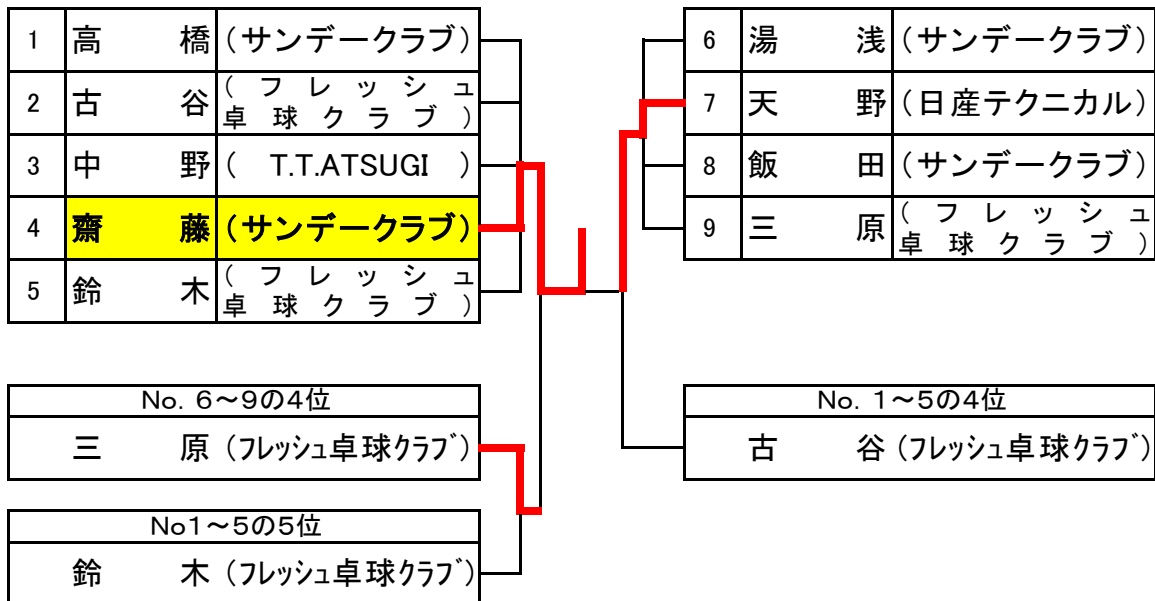 1 高橋 (サンデークラブ)
2 古谷 (フレッシュ
卓球クラブ)
3 中野 ( T.T.ATSUGI )
4 齋藤 (サンデークラブ)
5 鈴木 (フレッシュ
卓球クラブ)
6 湯浅 (サンデークラブ)
7 天野 (日産テクニカル)
8 飯田 (サンデークラブ)
9 三原 (フレッシュ
卓球クラブ)
No. 6~9の4位
三原 (フレッシュ卓球クラブ)
No1~5の5位
鈴木 (フレッシュ卓球クラブ)
No. 1~5の4位
古谷 (フレッシュ卓球クラブ)